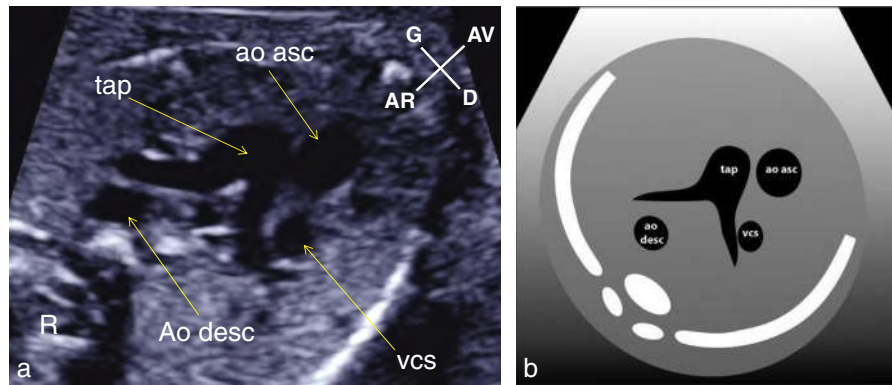 ao asc
G AV
AR D
tap
R
Ao desc
vcs
a
tap
ao asc
ao
desc
vcs
b